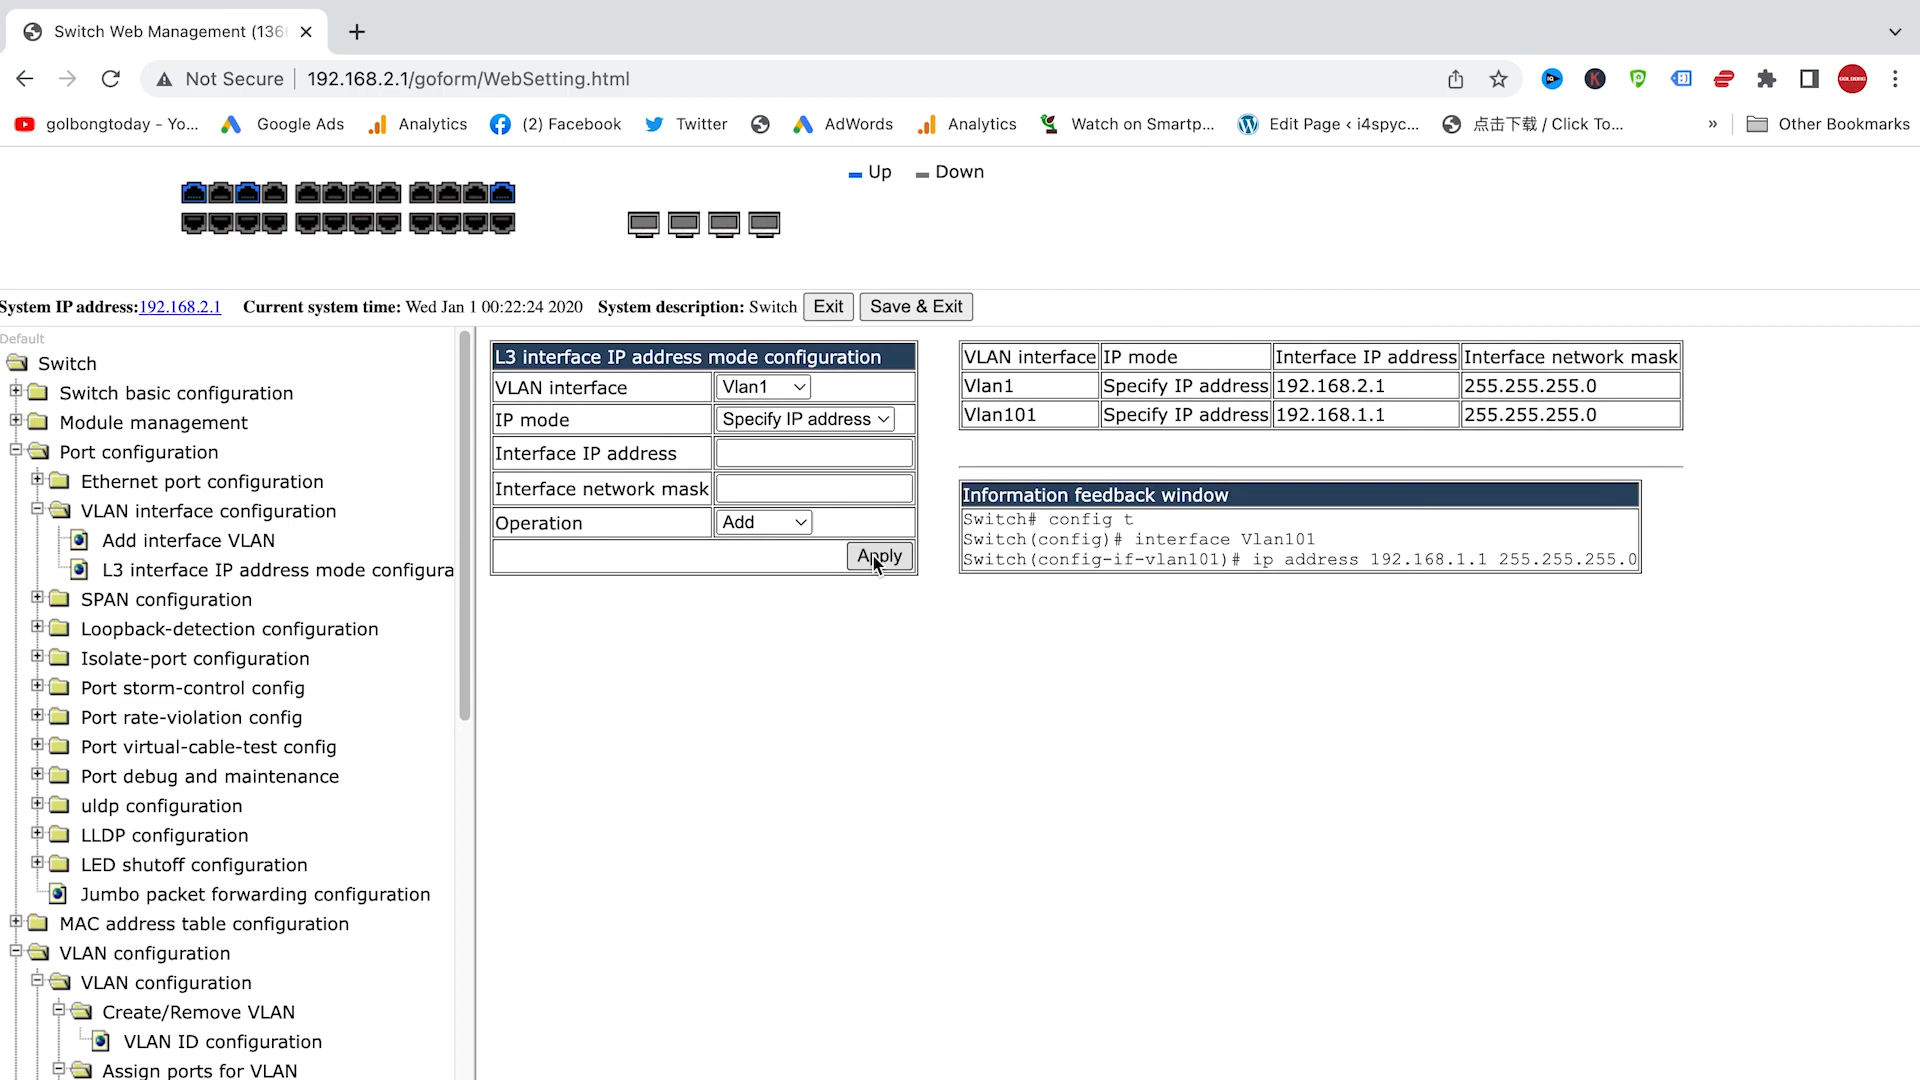 Switch Web Management (136
Not Secure
192.168.2.1/goform/WebSetting.html
golbongtoday - Yo...
Google Ads
Analytics
(2) Facebook
Twitter
AdWords
Analytics
Watch on Smartp...
Edit Page ‹ i4spyc...
点击下载 / Click To...
»
Other Bookmarks
Up
Down
System IP address:192.168.2.1 Current system time: Wed Jan 1 00:22:24 2020 System description: Switch Exit Save & Exit
Default
Switch
Switch basic configuration
Module management
Port configuration
Ethernet port configuration
VLAN interface configuration
Add interface VLAN
L3 interface IP address mode configura
SPAN configuration
Loopback-detection configuration
Isolate-port configuration
Port storm-control config
Port rate-violation config
Port virtual-cable-test config
Port debug and maintenance
uldp configuration
LLDP configuration
LED shutoff configuration
Jumbo packet forwarding configuration
MAC address table configuration
VLAN configuration
VLAN configuration
Create/Remove VLAN
VLAN ID configuration
Assign ports for VLAN
L3 interface IP address mode configuration
VLAN interface Vlan1
IP mode Specify IP address
Interface IP address
Interface network mask
Operation Add
Apply
VLAN interface IP mode Interface IP address Interface network mask
Vlan1 Specify IP address 192.168.2.1 255.255.255.0
Vlan101 Specify IP address 192.168.1.1 255.255.255.0
Information feedback window
Switch# config t
Switch(config)# interface Vlan101
Switch(config-if-vlan101)# ip address 192.168.1.1 255.255.255.0